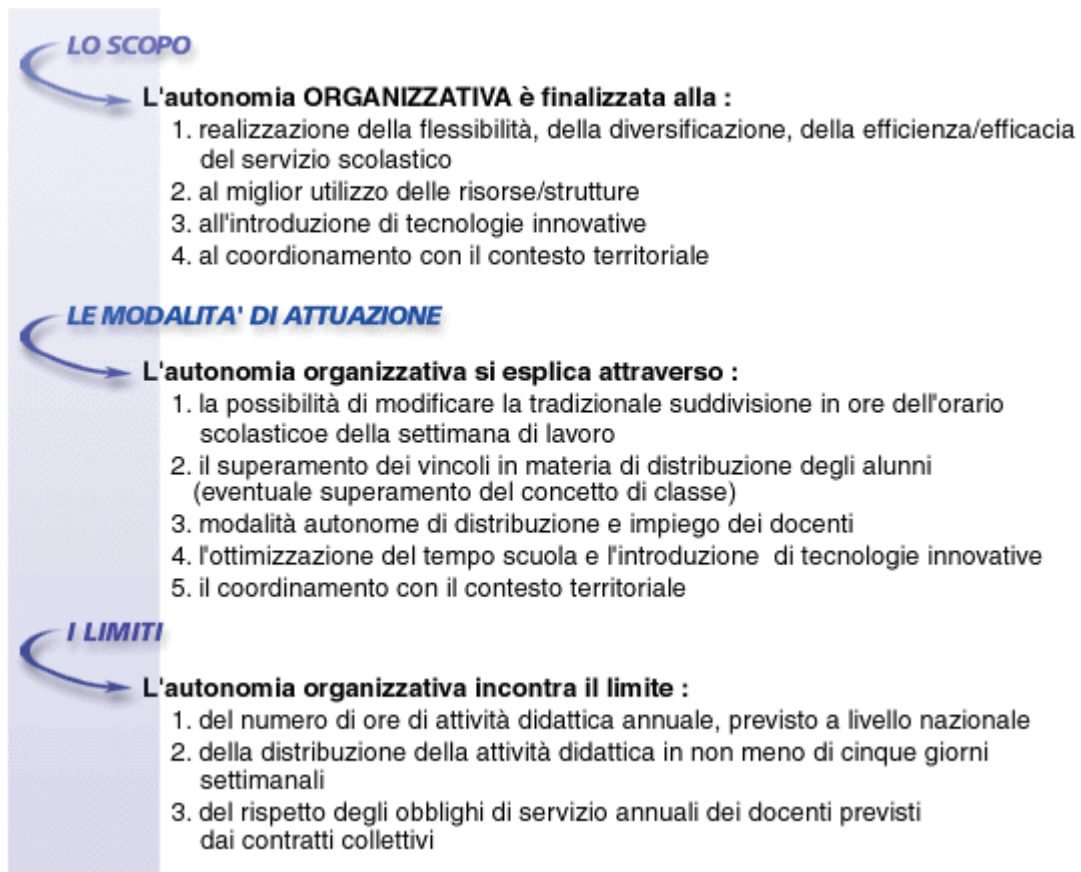 LO SCOPO
L'autonomia ORGANIZZATIVA è finalizzata alla :
1. realizzazione della flessibilità, della diversificazione, della efficienza/efficacia
del servizio scolastico
2. al miglior utilizzo delle risorse/strutture
3. all'introduzione di tecnologie innovative
4. al coordionamento con il contesto territoriale
LE MODALITA' DI ATTUAZIONE
L'autonomia organizzativa si esplica attraverso :
1. la possibilità di modificare la tradizionale suddivisione in ore dell'orario
scolasticoe della settimana di lavoro
2. il superamento dei vincoli in materia di distribuzione degli alunni
(eventuale superamento del concetto di classe)
3. modalità autonome di distribuzione e impiego dei docenti
4. l'ottimizzazione del tempo scuola e l'introduzione di tecnologie innovative
5. il coordinamento con il contesto territoriale
I LIMITI
L'autonomia organizzativa incontra il limite :
1. del numero di ore di attività didattica annuale, previsto a livello nazionale
2. della distribuzione della attività didattica in non meno di cinque giorni
settimanali
3. del rispetto degli obblighi di servizio annuali dei docenti previsti
dai contratti collettivi